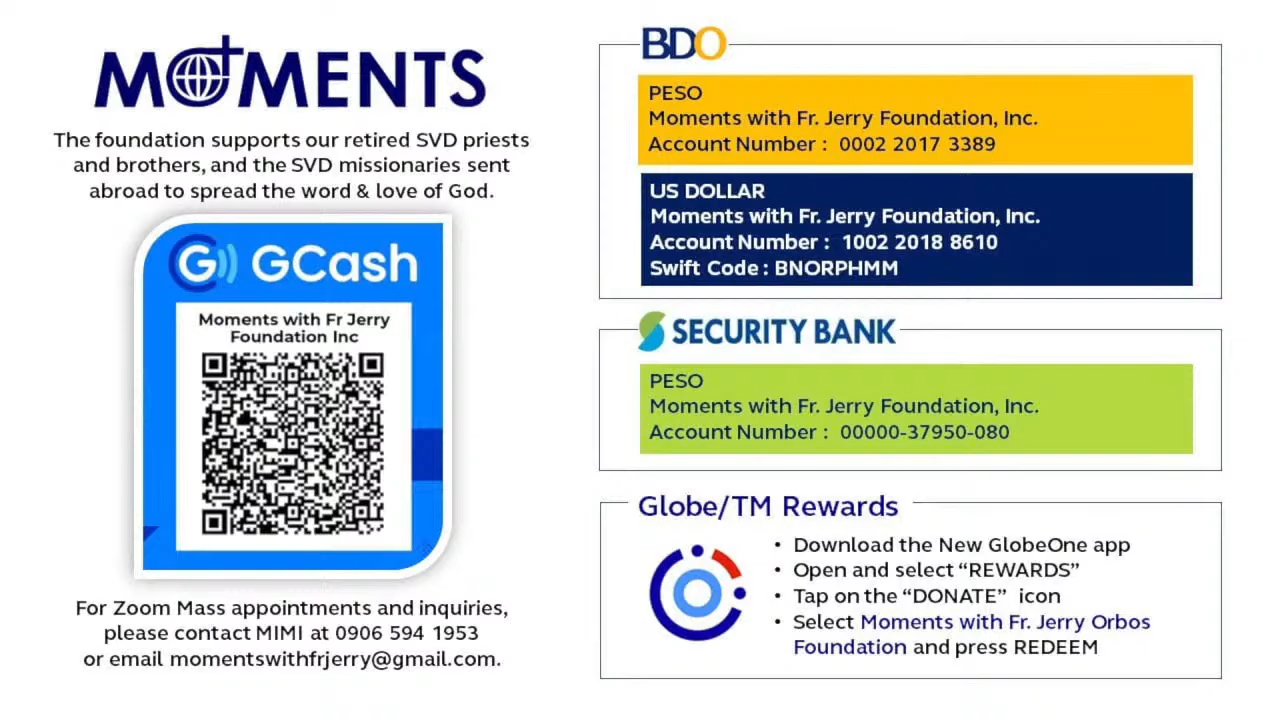 MOMENTS
The foundation supports our retired SVD priests
and brothers, and the SVD missionaries sent
abroad to spread the word & love of God.
G GCash
Moments with Fr Jerry
Foundation Inc
For Zoom Mass appointments and inquiries,
please contact MIMI at 0906 594 1953
or email momentswithfrjerry@gmail.com.
BDO
PESO
Moments with Fr. Jerry Foundation, Inc.
Account Number : 0002 2017 3389
US DOLLAR
Moments with Fr. Jerry Foundation, Inc.
Account Number : 1002 2018 8610
Swift Code : BNORPHMM
SECURITY BANK
PESO
Moments with Fr. Jerry Foundation, Inc.
Account Number : 00000-37950-080
Globe/TM Rewards
• Download the New GlobeOne app
• Open and select “REWARDS”
• Tap on the “DONATE” icon
• Select Moments with Fr. Jerry Orbos
Foundation and press REDEEM